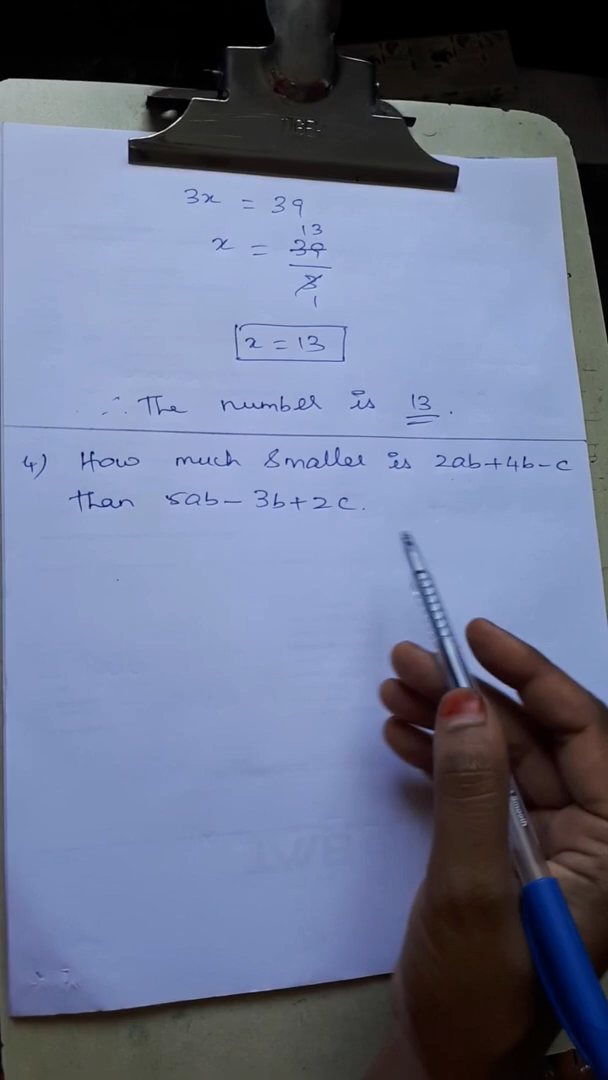 3x = 39
13
x = 39
3
1
x = 13
∴ The number is 13.
4) How much smaller is 2ab+4b-c
than 5ab-3b+2c.